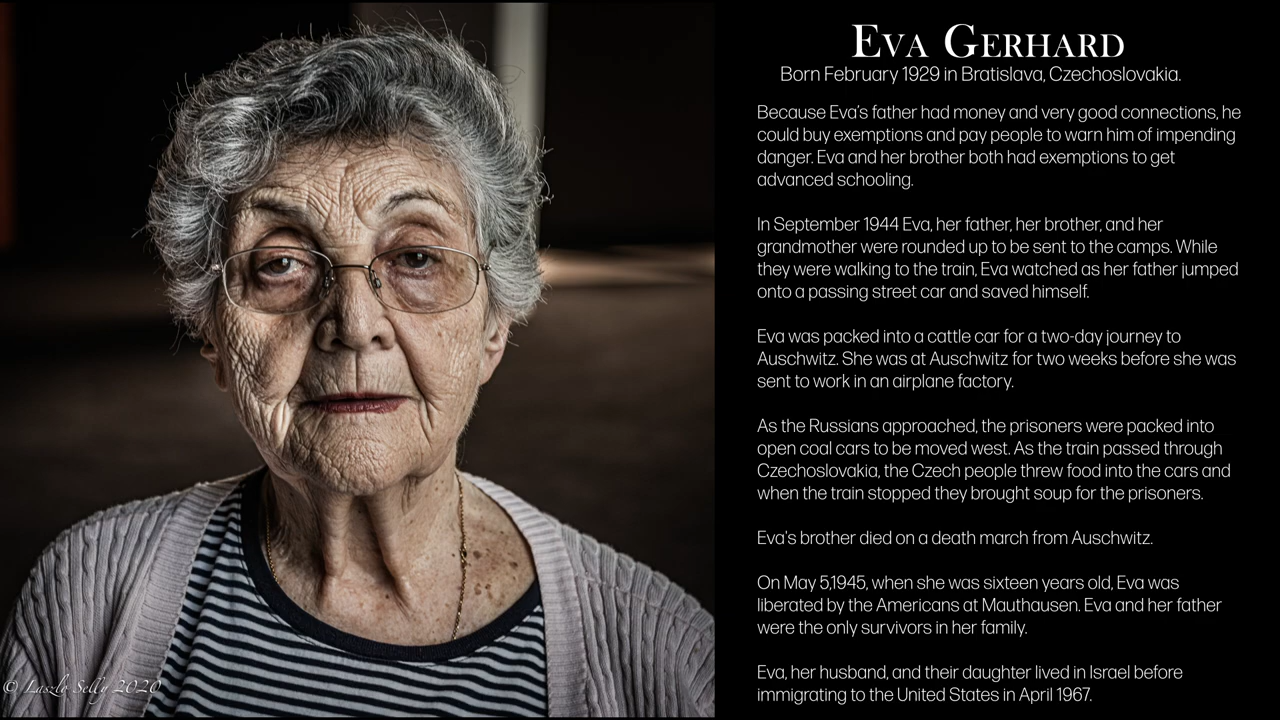 Eva Gerhard
Born February 1929 in Bratislava, Czechoslovakia.
Because Eva's father had money and very good connections, he
could buy exemptions and pay people to warn him of impending
danger. Eva and her brother both had exemptions to get
advanced schooling.
In September 1944 Eva, her father, her brother, and her
grandmother were rounded up to be sent to the camps. While
they were walking to the train, Eva watched as her father jumped
onto a passing street car and saved himself.
Eva was packed into a cattle car for a two-day journey to
Auschwitz. She was at Auschwitz for two weeks before she was
sent to work in an airplane factory.
As the Russians approached, the prisoners were packed into
open coal cars to be moved west. As the train passed through
Czechoslovakia, the Czech people threw food into the cars and
when the train stopped they brought soup for the prisoners.
Eva's brother died on a death march from Auschwitz.
On May 5,1945, when she was sixteen years old, Eva was
liberated by the Americans at Mauthausen. Eva and her father
were the only survivors in her family.
Eva, her husband, and their daughter lived in Israel before
immigrating to the United States in April 1967.
© Laszlo Selly 2020